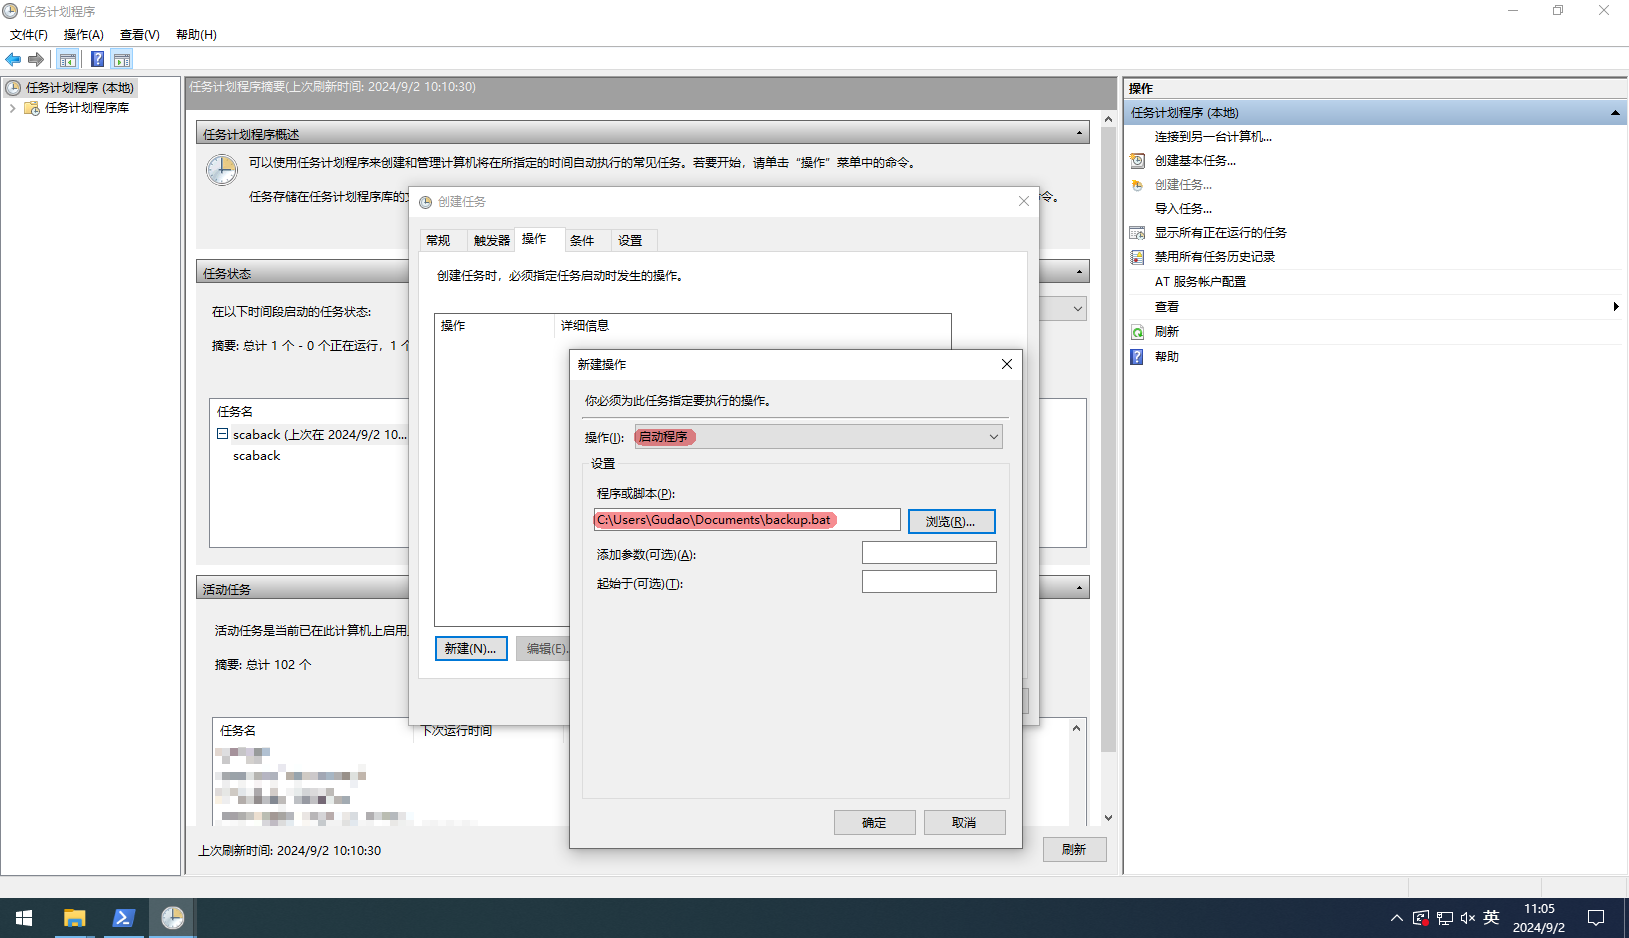 任务计划程序
文件(F) 操作(A) 查看(V) 帮助(H)
任务计划程序 (本地)
任务计划程序库
任务计划程序摘要(上次刷新时间: 2024/9/2 10:10:30)
任务计划程序概述
可以使用任务计划程序来创建和管理计算机将在所指定的时间自动执行的常见任务。若要开始，请单击“操作”菜单中的命令。
任务存储在任务计划程序库的
令。
任务状态
在以下时间段启动的任务状态:
摘要: 总计 1 个 - 0 个正在运行, 1 个
任务名
scaback (上次在 2024/9/2 10...
scaback
活动任务
活动任务是当前已在此计算机上启用
摘要: 总计 102 个
任务名 下次运行时间
上次刷新时间: 2024/9/2 10:10:30
刷新
创建任务
常规 触发器 操作 条件 设置
创建任务时，必须指定任务启动时发生的操作。
操作 详细信息
新建(N)... 编辑(E).
新建操作
你必须为此任务指定要执行的操作。
操作(I): 启动程序
设置
程序或脚本(P):
C:\Users\Gudao\Documents\backup.bat 浏览(R)...
添加参数(可选)(A):
起始于(可选)(T):
确定 取消
操作
任务计划程序 (本地)
连接到另一台计算机...
创建基本任务...
创建任务...
导入任务...
显示所有正在运行的任务
禁用所有任务历史记录
AT 服务帐户配置
查看
刷新
帮助
英
11:05
2024/9/2